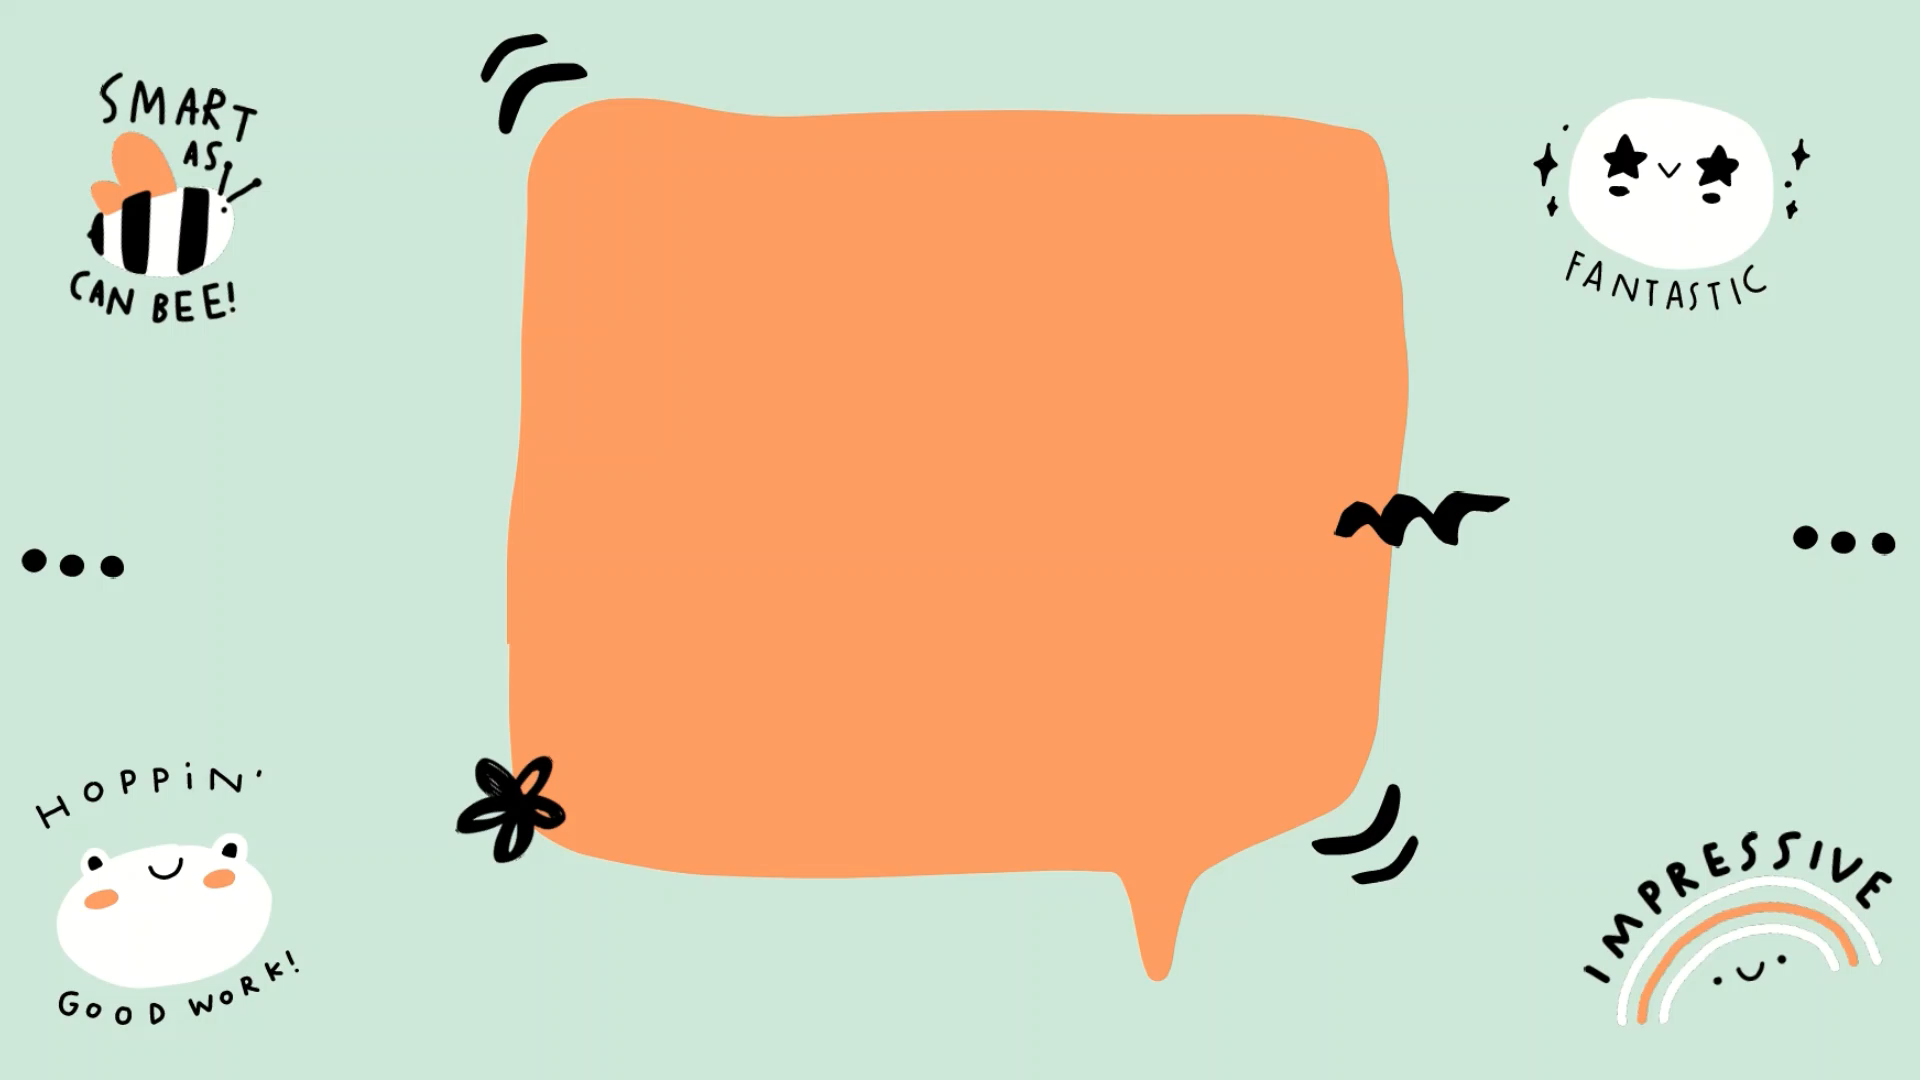 SMART
AS
CAN BEE!
FANTASTIC
HOPPiN'
GOOD WORK!
IMPRESSIVE